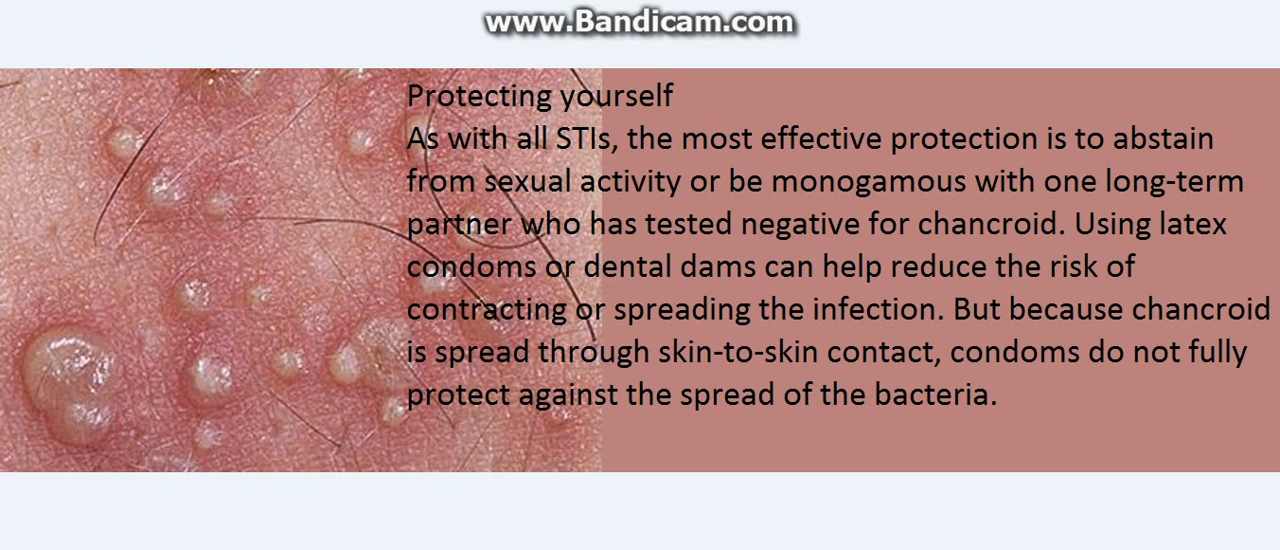 www.Bandicam.com
Protecting yourself
As with all STIs, the most effective protection is to abstain
from sexual activity or be monogamous with one long-term
partner who has tested negative for chancroid. Using latex
condoms or dental dams can help reduce the risk of
contracting or spreading the infection. But because chancroid
is spread through skin-to-skin contact, condoms do not fully
protect against the spread of the bacteria.